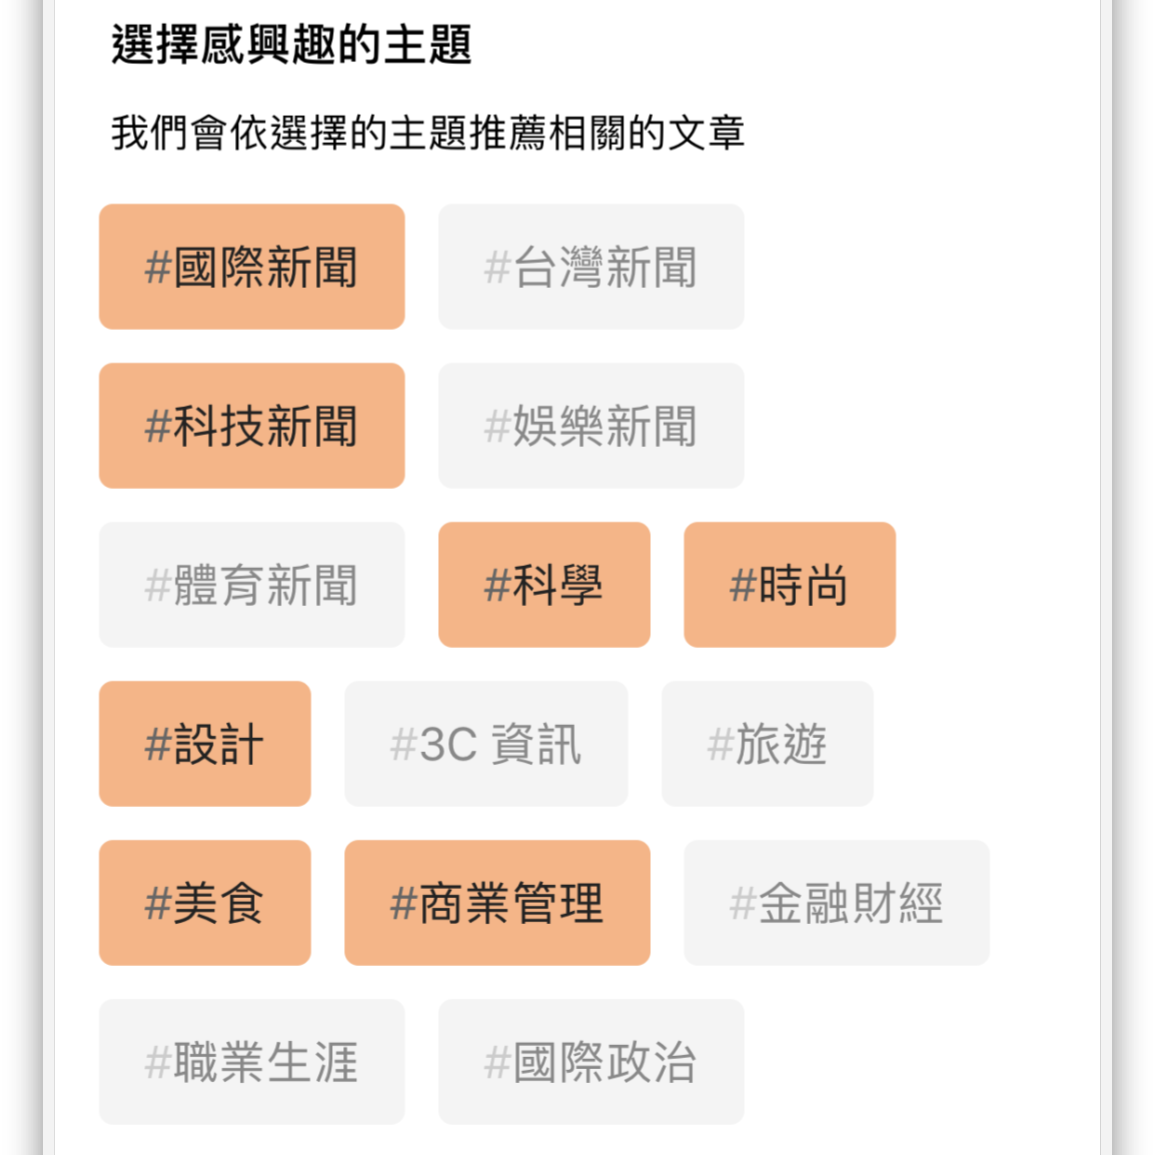 選擇感興趣的主題
我們會依選擇的主題推薦相關的文章
#國際新聞 #台灣新聞
#科技新聞 #娛樂新聞
#體育新聞 #科學 #時尚
#設計 #3C 資訊 #旅遊
#美食 #商業管理 #金融財經
#職業生涯 #國際政治